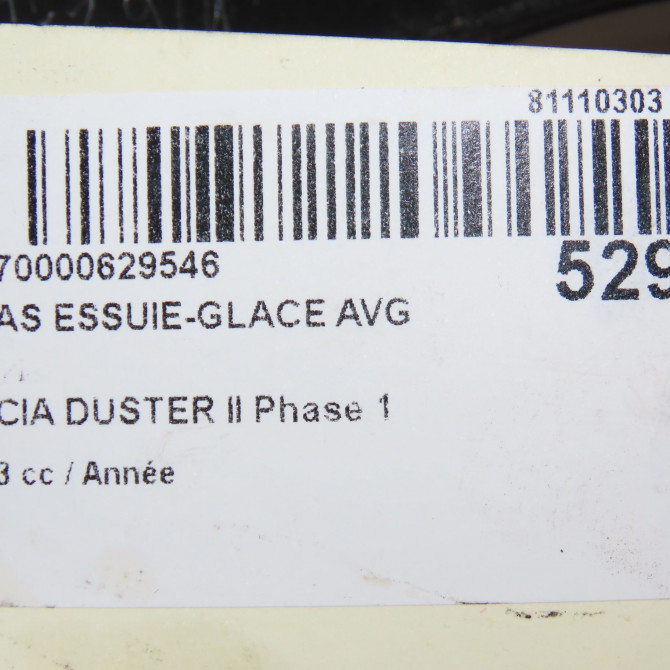 81110303
70000629546
529
AS ESSUIE-GLACE AVG
CIA DUSTER II Phase 1
3 cc / Année